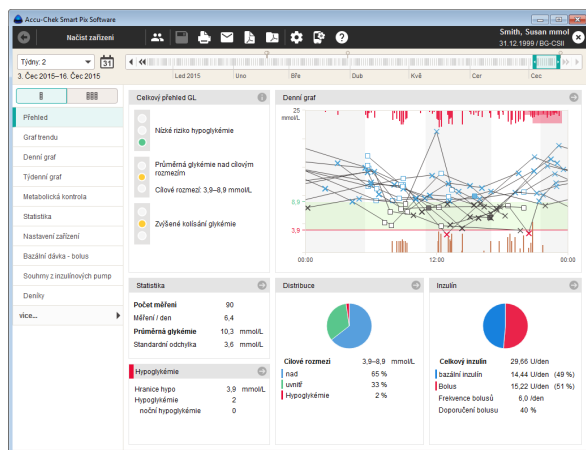 Accu-Chek Smart Pix Software
Načíst zařízení
Smith, Susan mmol
31.12.1999 / BG-CSII
Týdny: 2
31
3. Čec 2015–16. Čec 2015
Led 2015
Úno
Bře
Dub
Kvě
Čer
Čec
Přehled
Graf trendu
Denní graf
Týdenní graf
Metabolická kontrola
Statistika
Nastavení zařízení
Bazální dávka - bolus
Souhrny z inzulínových pump
Deníky
více...
Celkový přehled GL
Nízké riziko hypoglykémie
Průměrná glykémie nad cílovým
rozmezím
Cílové rozmezí: 3,9–8,9 mmol/L
Zvýšené kolísání glykémie
Denní graf
25
mmol/L
8,9
3,9
00:00
12:00
00:00
Statistika
Počet měření 90
Měření / den 6,4
Průměrná glykémie 10,3 mmol/L
Standardní odchylka 3,6 mmol/L
Hypoglykémie
Hranice hypo 3,9 mmol/L
Hypoglykémie 2
noční hypoglykémie 0
Distribuce
Cílové rozmezí 3,9–8,9 mmol/L
nad 65 %
uvnitř 33 %
Hypoglykémie 2 %
Inzulín
Celkový inzulín 29,66 U/den
bazální inzulín 14,44 U/den (49 %)
Bolus 15,22 U/den (51 %)
Frekvence bolusů 6,0 /den
Doporučení bolusu 40 %